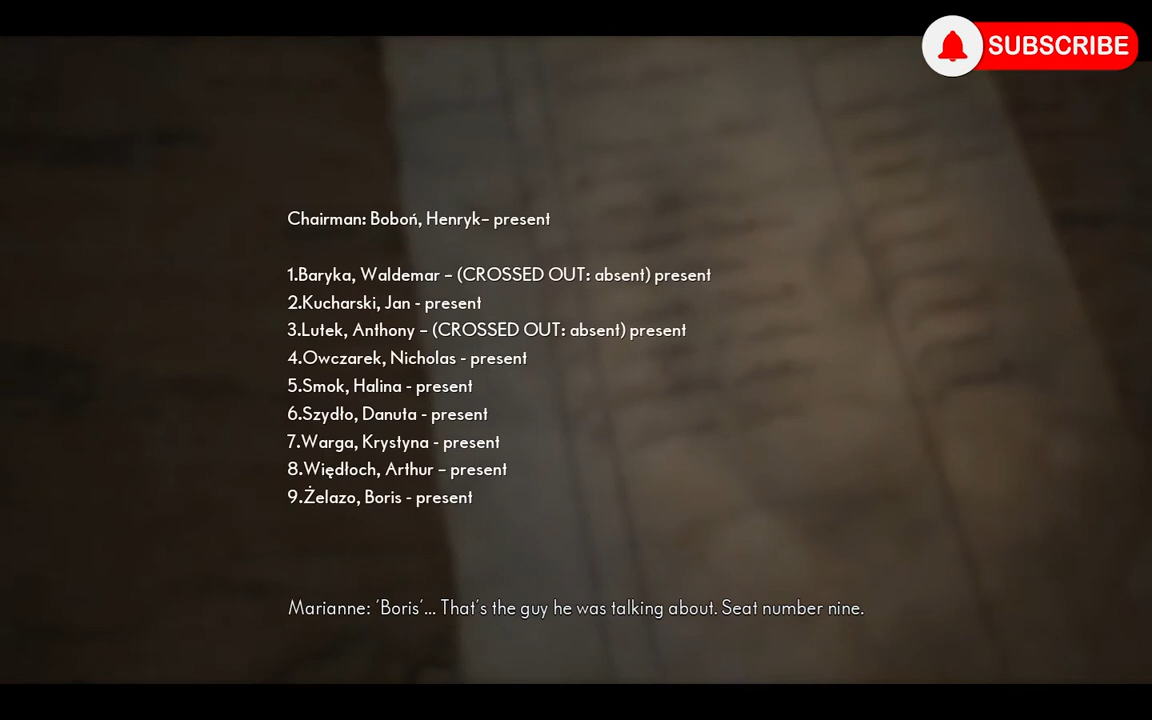 SUBSCRIBE
Chairman: Boboń, Henryk– present
1.Baryka, Waldemar – (CROSSED OUT: absent) present
2.Kucharski, Jan - present
3.Lutek, Anthony – (CROSSED OUT: absent) present
4.Owczarek, Nicholas - present
5.Smok, Halina - present
6.Szydło, Danuta - present
7.Warga, Krystyna - present
8.Więdłoch, Arthur – present
9.Żelazo, Boris - present
Marianne: 'Boris'... That's the guy he was talking about. Seat number nine.